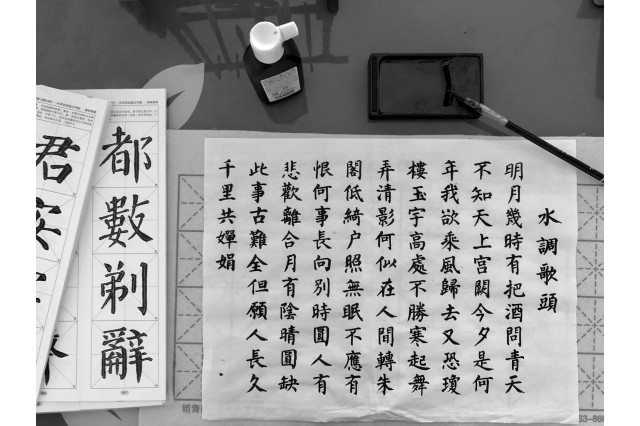 水調歌頭
明月幾時有把酒問青天
不知天上宮闕今夕是何
年我欲乘風歸去又恐瓊
樓玉宇高處不勝寒起舞
弄清影何似在人間轉朱
閣低綺户照無眠不應有
恨何事長向別時圓人有
悲歡離合月有陰晴圓缺
此事古難全但願人長久
千里共嬋娟
都數剃辭
君安